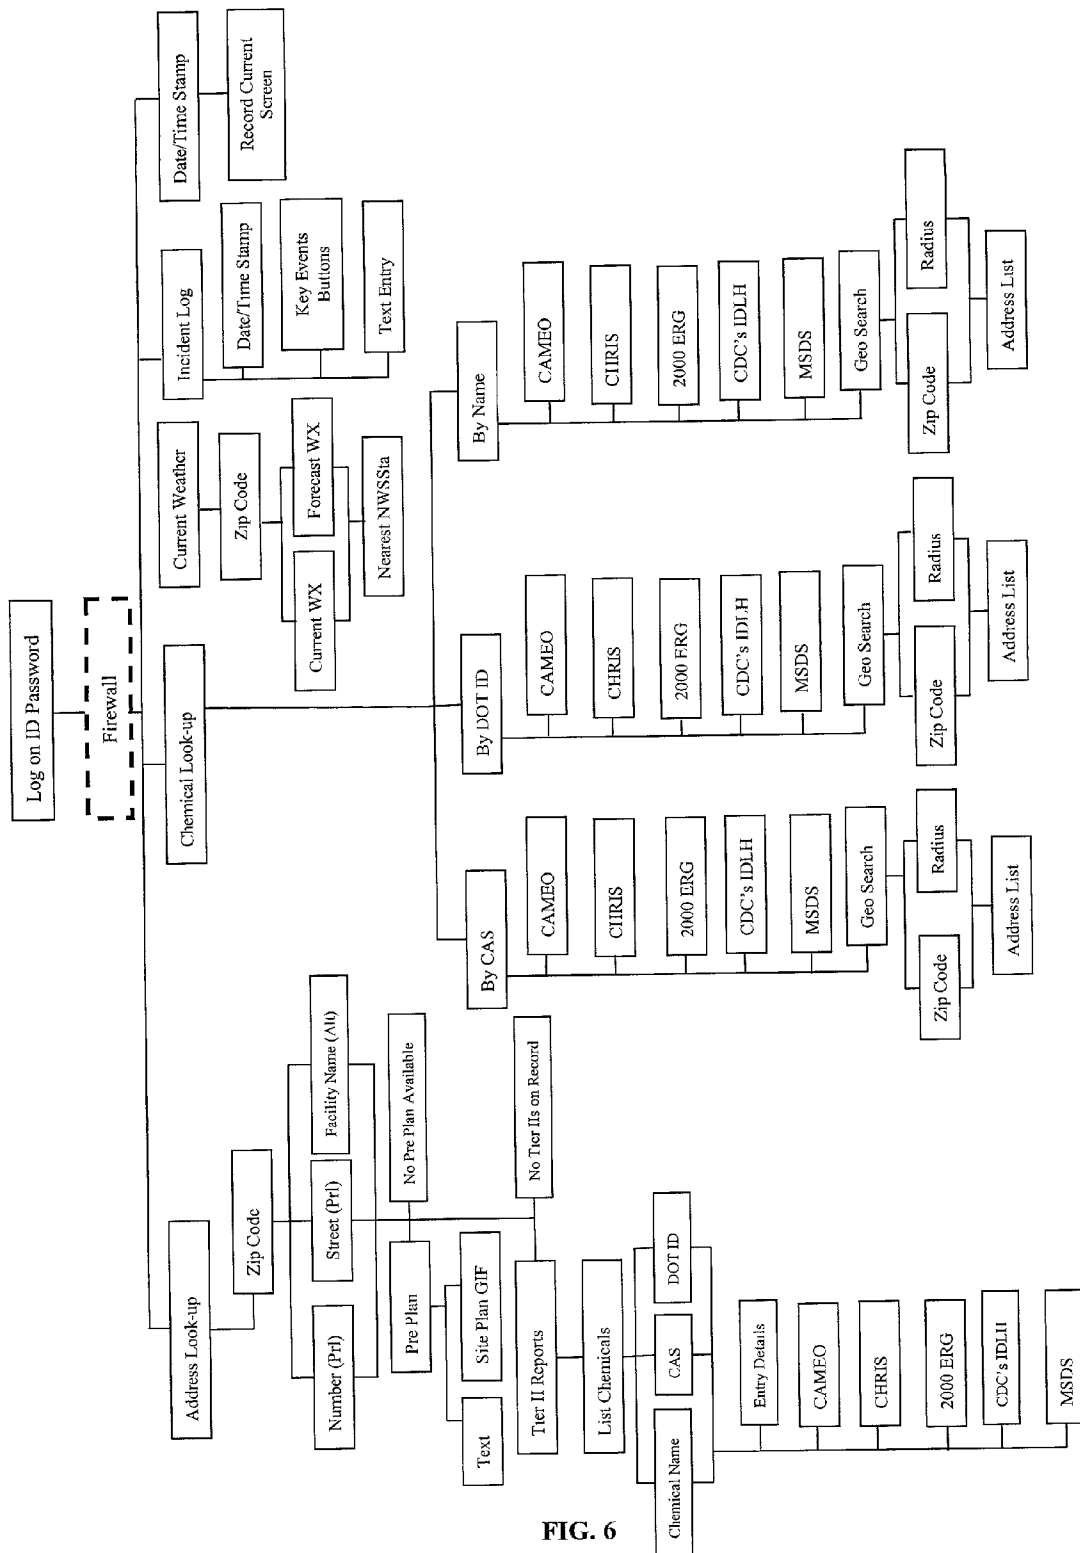 Log on ID Password
Firewall
Address Look-up
Chemical Look-up
Current Weather
Incident Log
Date/Time Stamp
Zip Code
Number (Prl)
Street (Prl)
Facility Name (Alt)
Pre Plan
No Pre Plan Available
Text
Site Plan GIF
Tier II Reports
No Tier IIs on Record
List Chemicals
Chemical Name
CAS
DOT ID
Entry Details
CAMEO
CHRIS
2000 ERG
CDC's IDLH
MSDS
By CAS
CAMEO
CHRIS
2000 ERG
CDC's IDLH
MSDS
Geo Search
Zip Code
Radius
Address List
By DOT ID
CAMEO
CHRIS
2000 ERG
CDC's IDLH
MSDS
Geo Search
Zip Code
Radius
Address List
By Name
CAMEO
CHRIS
2000 ERG
CDC's IDLH
MSDS
Geo Search
Zip Code
Radius
Address List
Zip Code
Current WX
Forecast WX
Nearest NWSSta
Date/Time Stamp
Key Events
Buttons
Text Entry
Record Current
Screen
FIG. 6